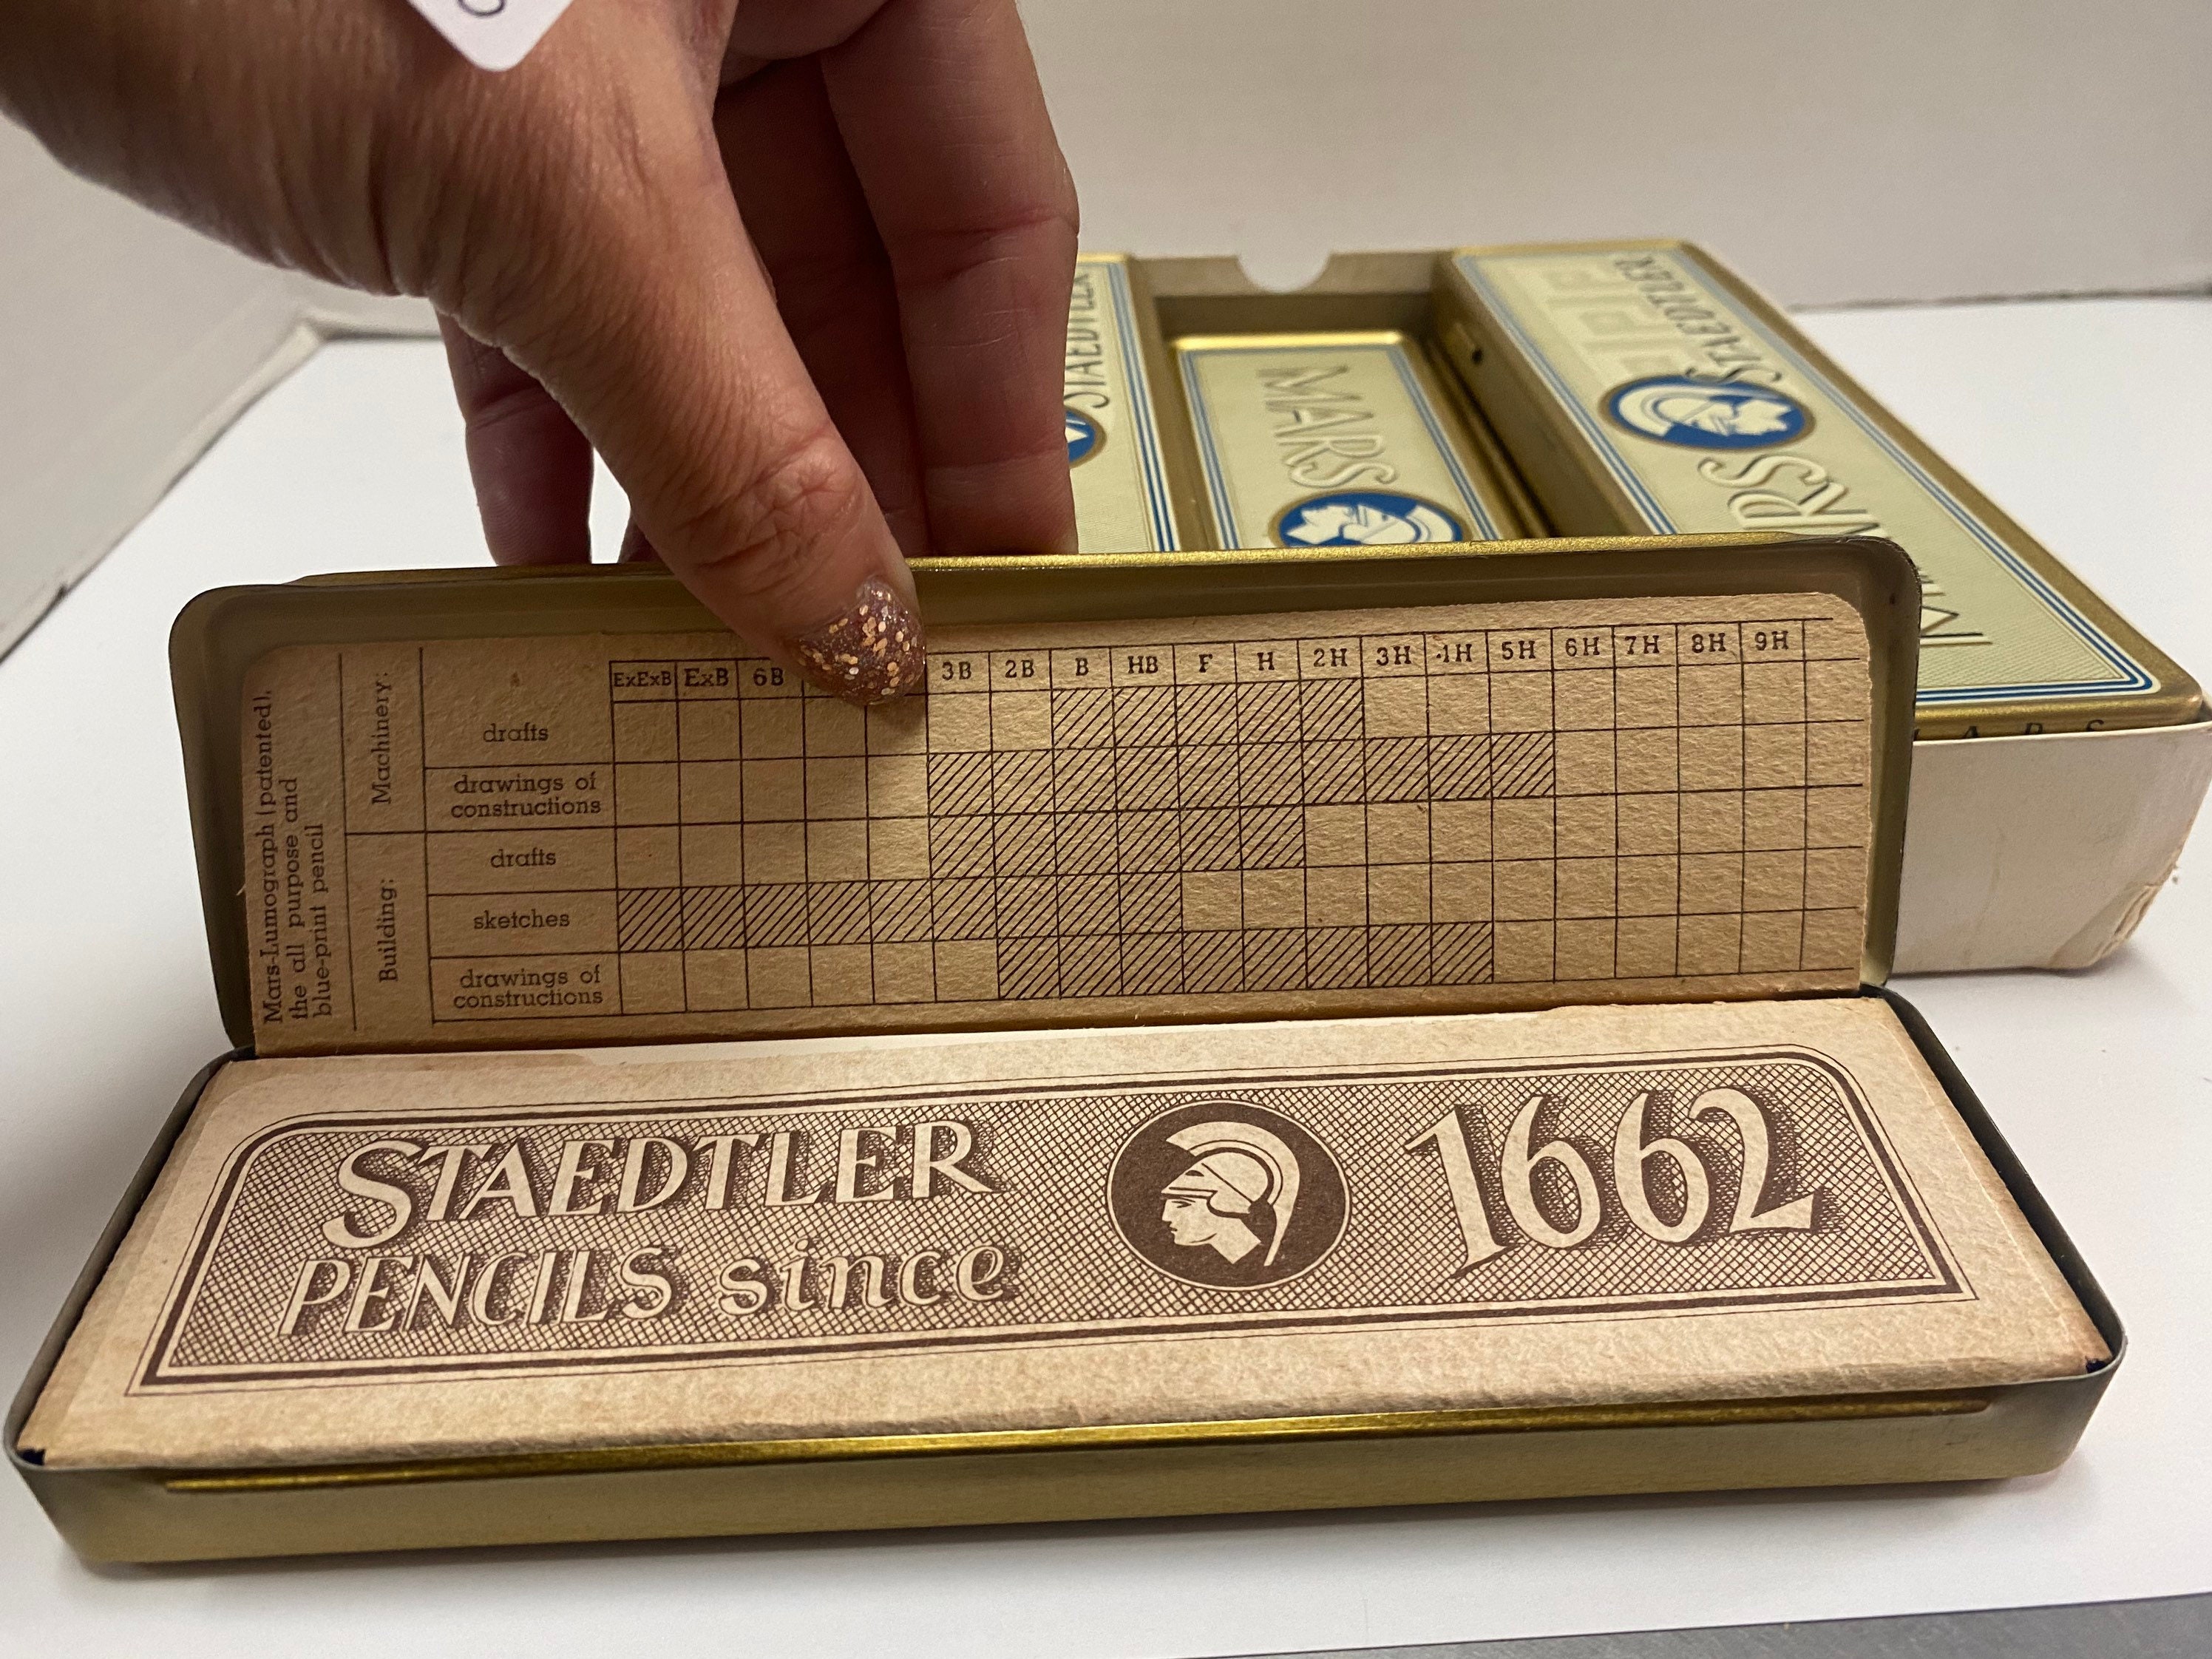 STAEDTLER
MARS
STAEDTLER
MARS
ExExB ExB 6B 3B 2B B HB F H 2H 3H 4H 5H 6H 7H 8H 9H
Mars-Lumograph (patented),
the all purpose and
blue-print pencil
Machinery:
drafts
drawings of
constructions
Building:
drafts
sketches
drawings of
constructions
STAEDTLER
PENCILS since
1662